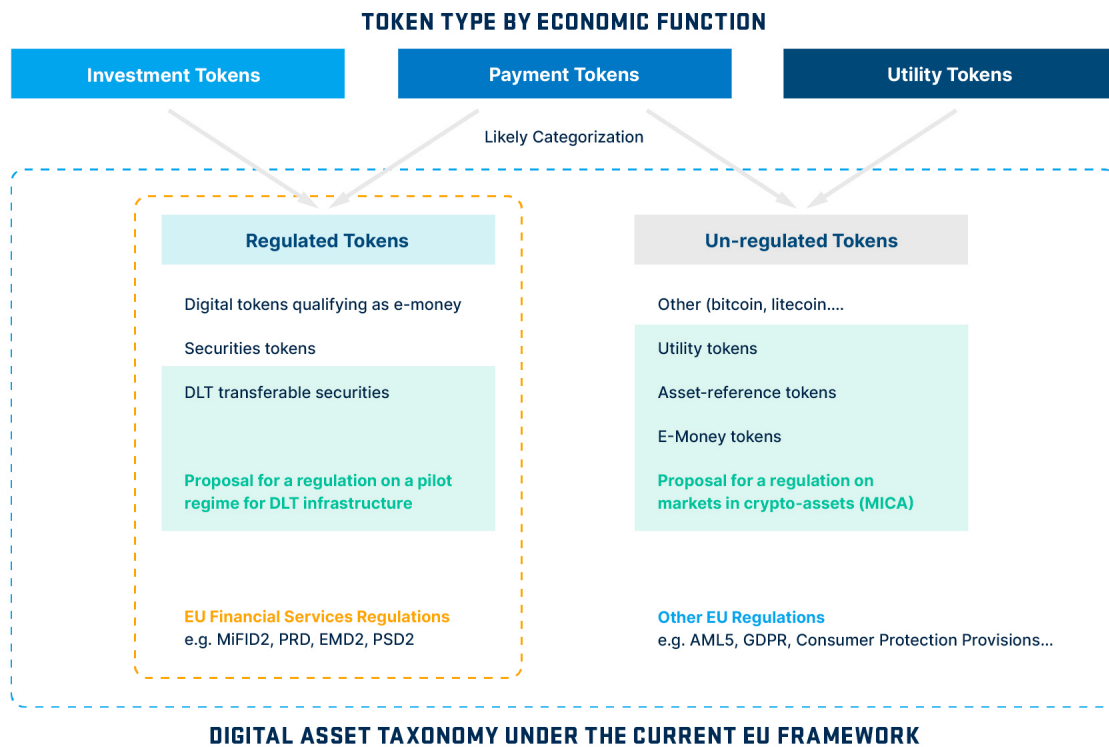 TOKEN TYPE BY ECONOMIC FUNCTION
Investment Tokens
Payment Tokens
Utility Tokens
Likely Categorization
Regulated Tokens
Digital tokens qualifying as e-money
Securities tokens
DLT transferable securities
Proposal for a regulation on a pilot
regime for DLT infrastructure
EU Financial Services Regulations
e.g. MiFID2, PRD, EMD2, PSD2
Un-regulated Tokens
Other (bitcoin, litecoin....
Utility tokens
Asset-reference tokens
E-Money tokens
Proposal for a regulation on
markets in crypto-assets (MICA)
Other EU Regulations
e.g. AML5, GDPR, Consumer Protection Provisions...
DIGITAL ASSET TAXONOMY UNDER THE CURRENT EU FRAMEWORK